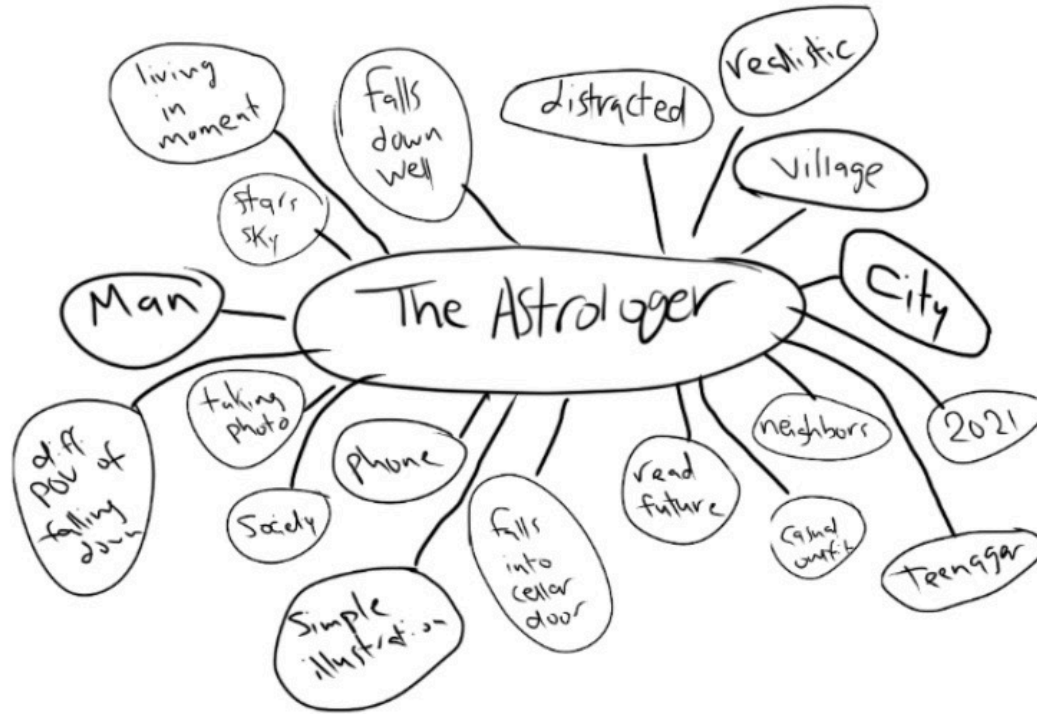 living
in
moment
falls
down
well
distracted
realistic
village
stars
sky
Man
The Astrologer
City
diff
POV of
falling
down
taking
photo
Society
phone
Simple
illustration
falls
into
cellar
door
read
future
neighbors
casual
outfit
2021
teenager